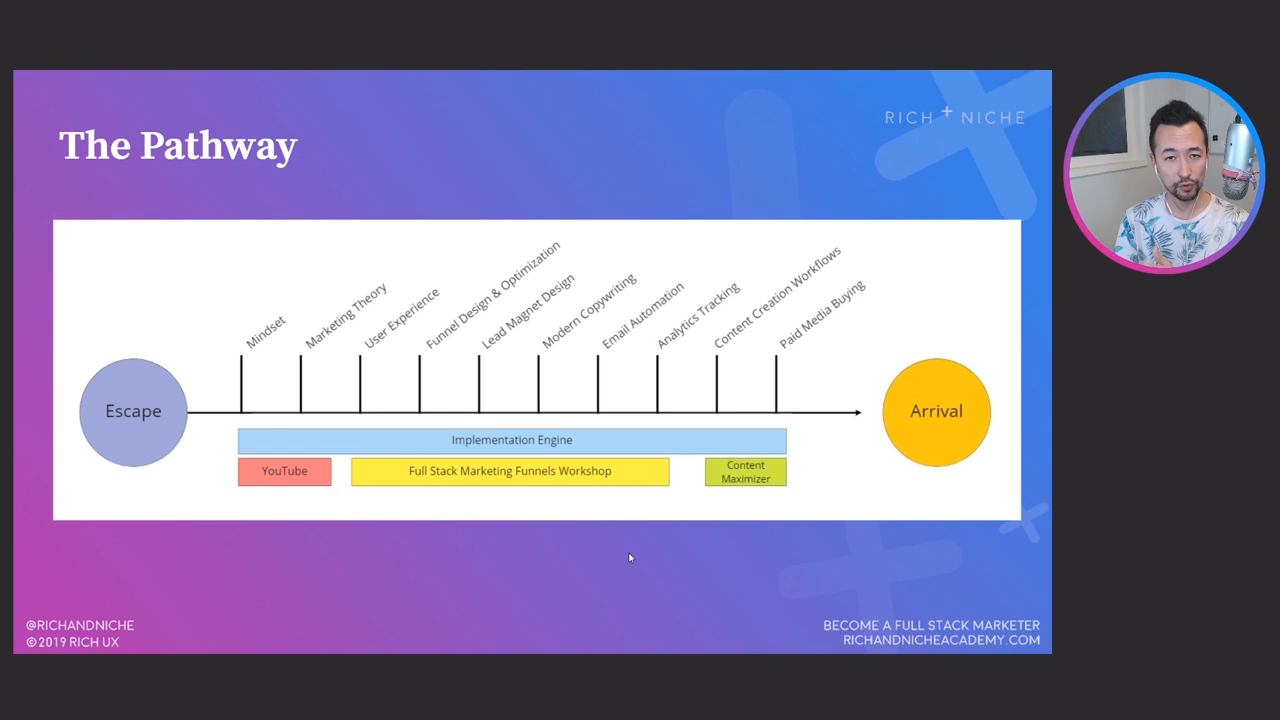 RICH + NICHE
The Pathway
Mindset
Marketing Theory
User Experience
Funnel Design & Optimization
Lead Magnet Design
Modern Copywriting
Email Automation
Analytics Tracking
Content Creation Workflows
Paid Media Buying
Escape
Arrival
Implementation Engine
YouTube
Full Stack Marketing Funnels Workshop
Content
Maximizer
@RICHANDNICHE
©2019 RICH UX
BECOME A FULL STACK MARKETER
RICHANDNICHEACADEMY.COM